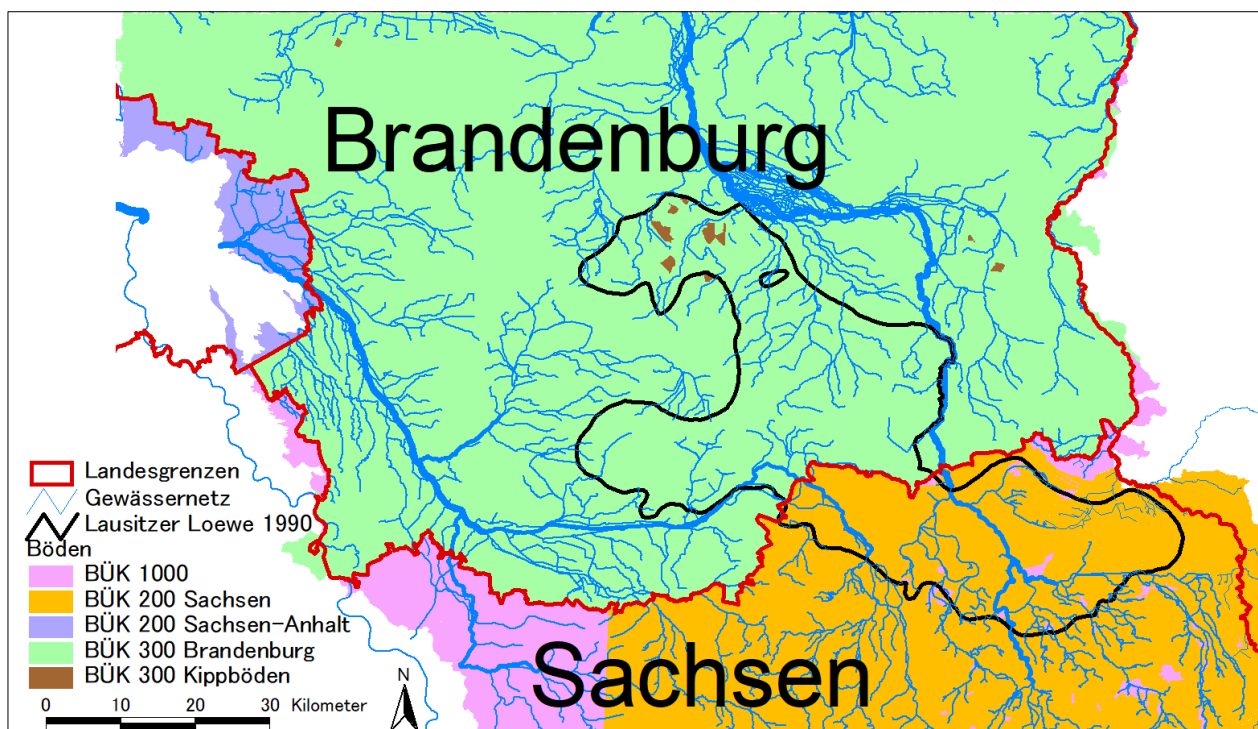 Brandenburg
Landesgrenzen
Gewässernetz
Lausitzer Loewe 1990
Böden
BÜK 1000
BÜK 200 Sachsen
BÜK 200 Sachsen-Anhalt
BÜK 300 Brandenburg
BÜK 300 Kippböden
Sachsen
N
0 10 20 30 Kilometer